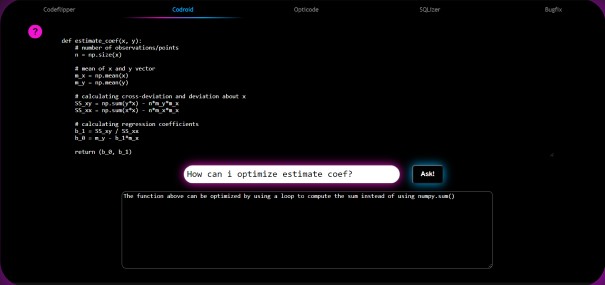 Codeflipper Codroid Opticode SQLizer Bugfix
?
def estimate_coef(x, y):
# number of observations/points
n = np.size(x)
# mean of x and y vector
m_x = np.mean(x)
m_y = np.mean(y)
# calculating cross-deviation and deviation about x
SS_xy = np.sum(y*x) - n*m_y*m_x
SS_xx = np.sum(x*x) - n*m_x*m_x
# calculating regression coefficients
b_1 = SS_xy / SS_xx
b_0 = m_y - b_1*m_x
return (b_0, b_1)
How can i optimize estimate coef?
Ask!
The function above can be optimized by using a loop to compute the sum instead of using numpy.sum()